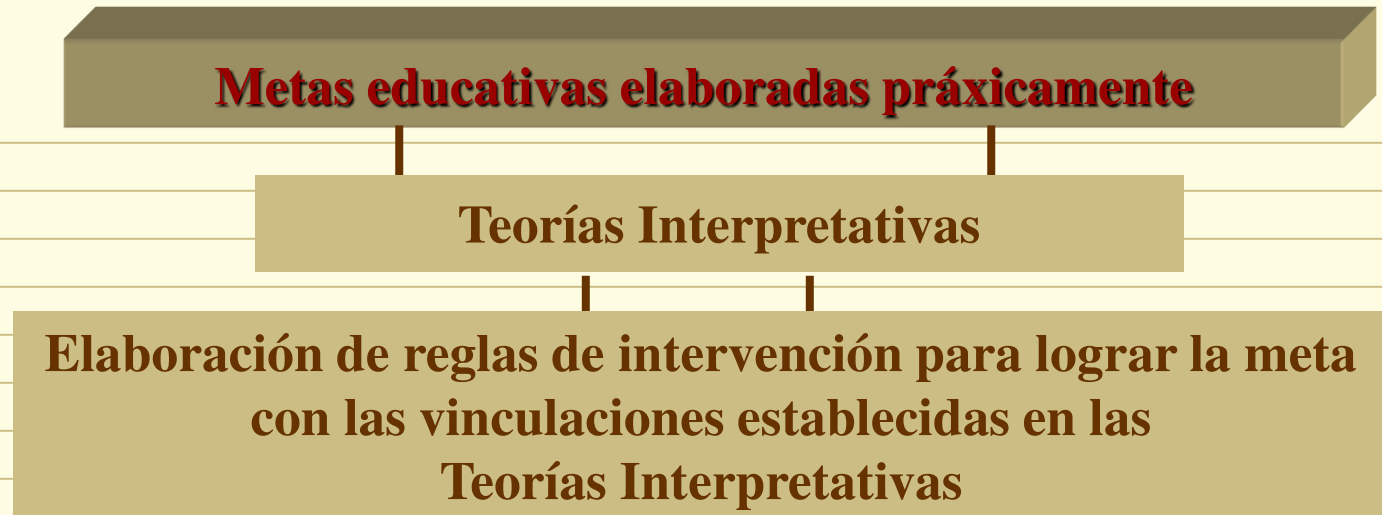 Metas educativas elaboradas práxicamente
Teorías Interpretativas
Elaboración de reglas de intervención para lograr la meta
con las vinculaciones establecidas en las
Teorías Interpretativas